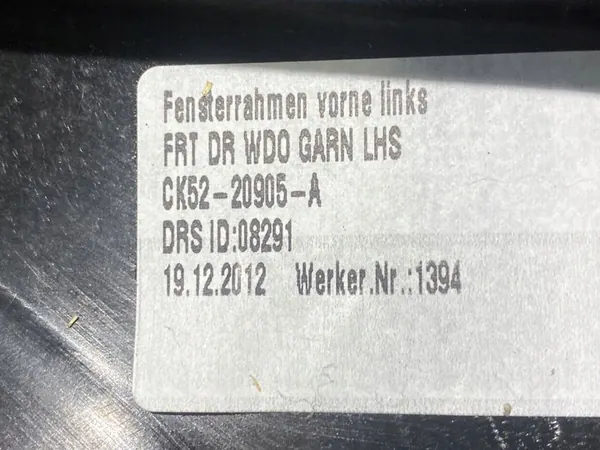 Fensterrahmen vorne links
FRT DR WDO GARN LHS
CK52-20905-A
DRS ID:08291
19.12.2012 Werker.Nr.:1394